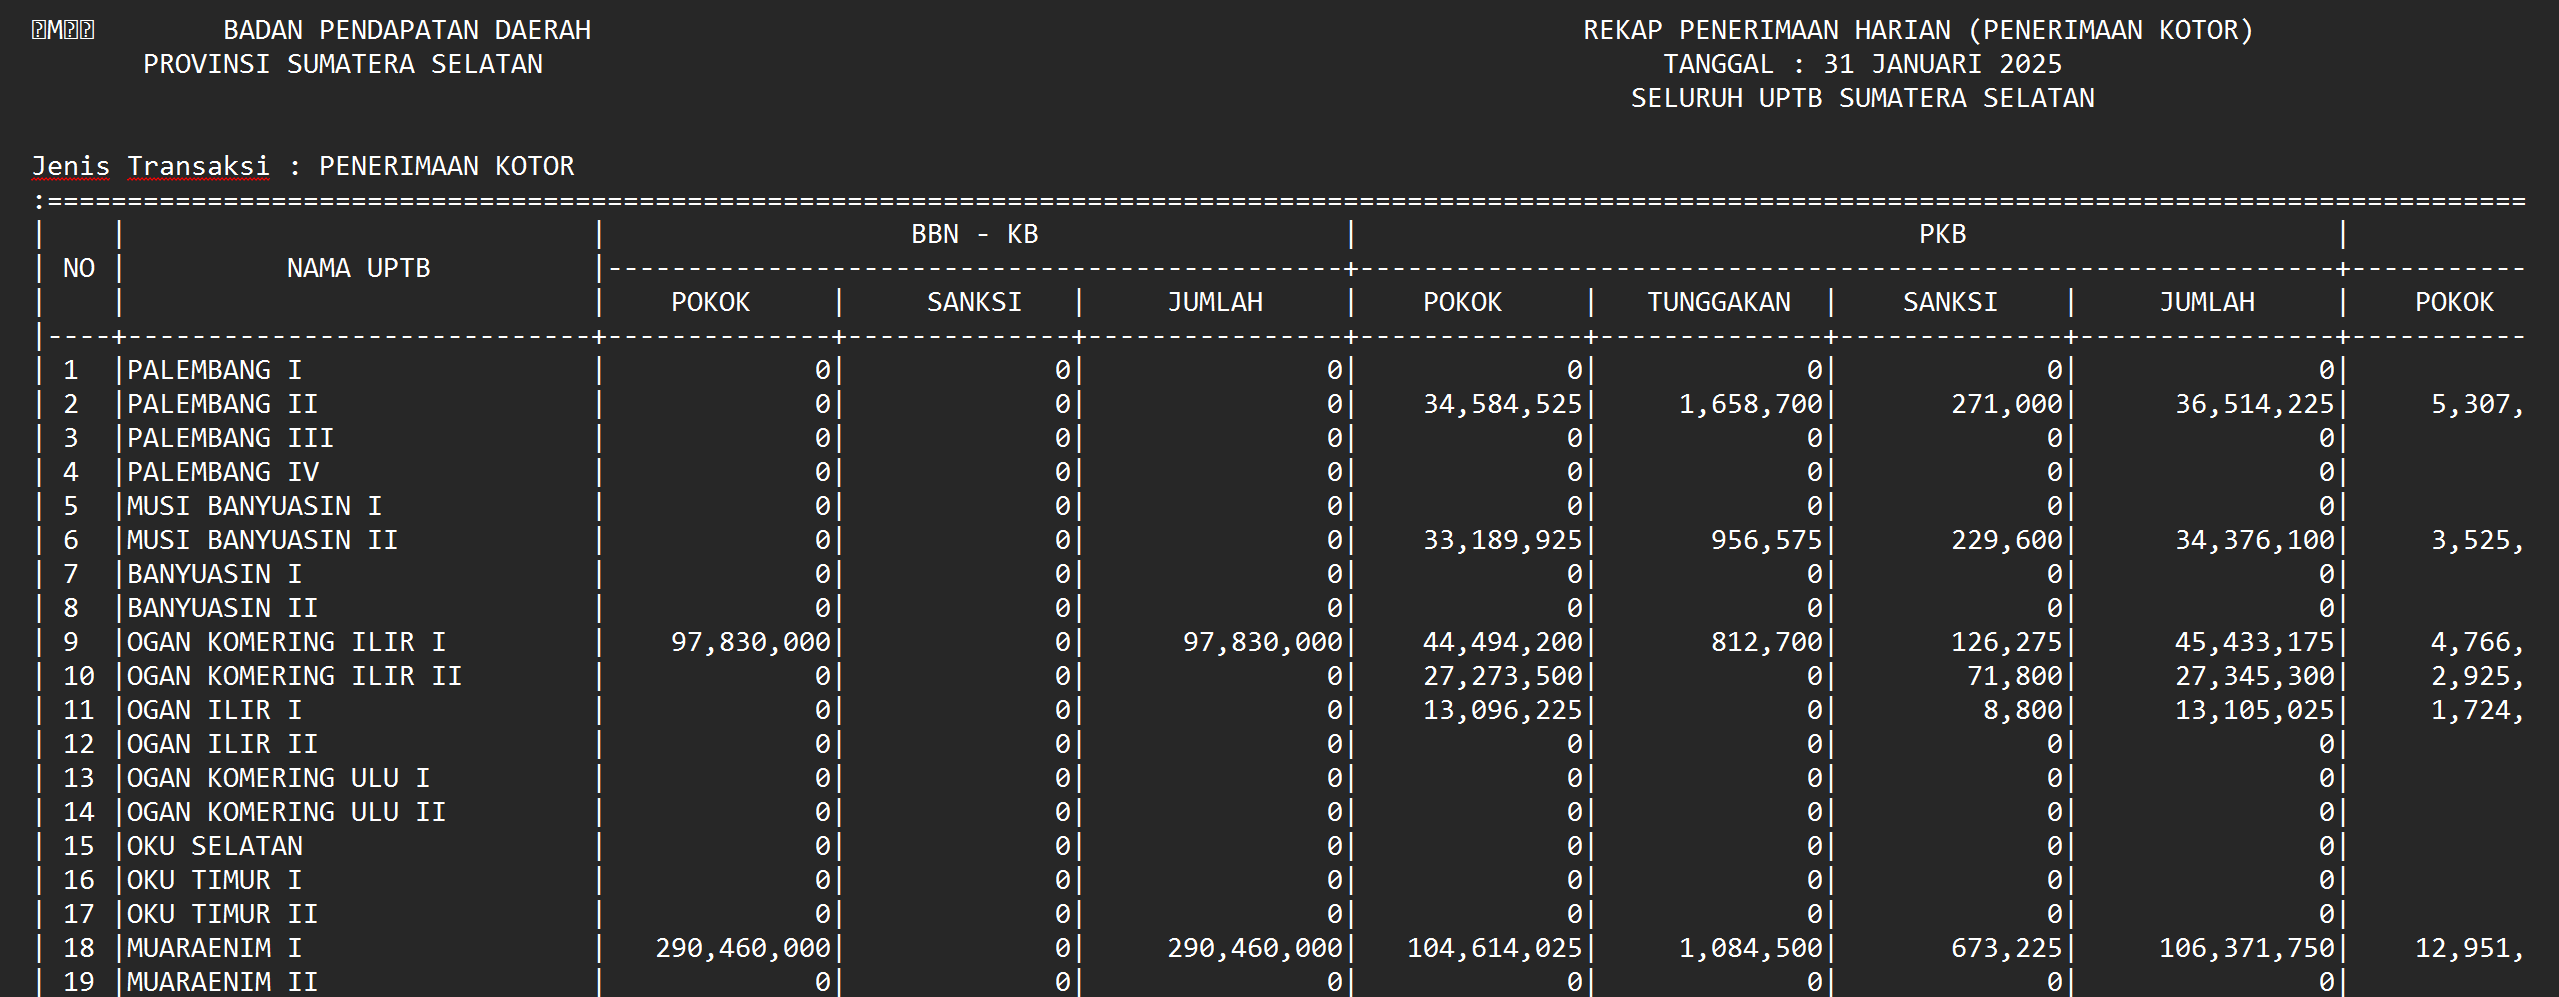 M BADAN PENDAPATAN DAERAH REKAP PENERIMAAN HARIAN (PENERIMAAN KOTOR)
PROVINSI SUMATERA SELATAN TANGGAL : 31 JANUARI 2025
SELURUH UPTB SUMATERA SELATAN
Jenis Transaksi : PENERIMAAN KOTOR
BBN - KB | PKB
NO | NAMA UPTB
POKOK | SANKSI | JUMLAH | POKOK | TUNGGAKAN | SANKSI | JUMLAH | POKOK
| 1 |PALEMBANG I | 0| 0| 0| 0| 0| 0| 0|
| 2 |PALEMBANG II | 0| 0| 0| 34,584,525| 1,658,700| 271,000| 36,514,225| 5,307,
| 3 |PALEMBANG III | 0| 0| 0| 0| 0| 0| 0|
| 4 |PALEMBANG IV | 0| 0| 0| 0| 0| 0| 0|
| 5 |MUSI BANYUASIN I | 0| 0| 0| 0| 0| 0| 0|
| 6 |MUSI BANYUASIN II | 0| 0| 0| 33,189,925| 956,575| 229,600| 34,376,100| 3,525,
| 7 |BANYUASIN I | 0| 0| 0| 0| 0| 0| 0|
| 8 |BANYUASIN II | 0| 0| 0| 0| 0| 0| 0|
| 9 |OGAN KOMERING ILIR I | 97,830,000| 0| 97,830,000| 44,494,200| 812,700| 126,275| 45,433,175| 4,766,
| 10 |OGAN KOMERING ILIR II | 0| 0| 0| 27,273,500| 0| 71,800| 27,345,300| 2,925,
| 11 |OGAN ILIR I | 0| 0| 0| 13,096,225| 0| 8,800| 13,105,025| 1,724,
| 12 |OGAN ILIR II | 0| 0| 0| 0| 0| 0| 0|
| 13 |OGAN KOMERING ULU I | 0| 0| 0| 0| 0| 0| 0|
| 14 |OGAN KOMERING ULU II | 0| 0| 0| 0| 0| 0| 0|
| 15 |OKU SELATAN | 0| 0| 0| 0| 0| 0| 0|
| 16 |OKU TIMUR I | 0| 0| 0| 0| 0| 0| 0|
| 17 |OKU TIMUR II | 0| 0| 0| 0| 0| 0| 0|
| 18 |MUARAENIM I | 290,460,000| 0| 290,460,000| 104,614,025| 1,084,500| 673,225| 106,371,750| 12,951,
| 19 |MUARAENIM II | 0| 0| 0| 0| 0| 0| 0|